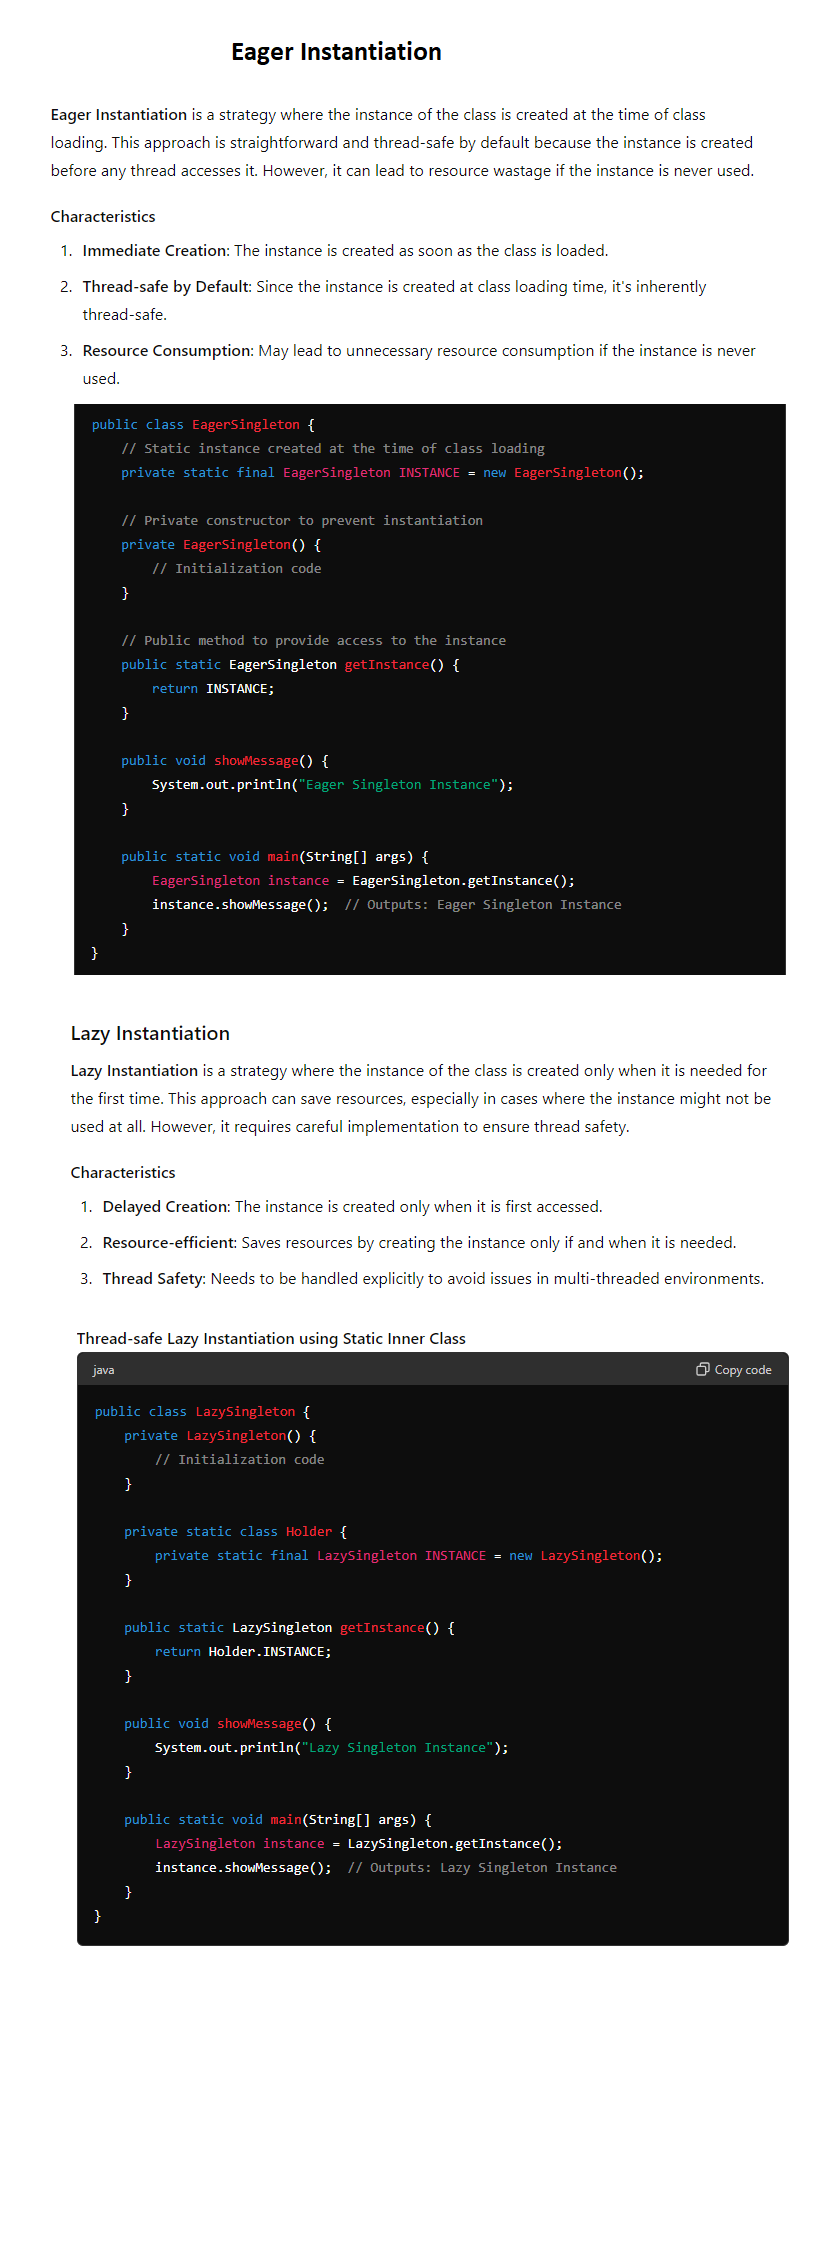 Eager Instantiation
Eager Instantiation is a strategy where the instance of the class is created at the time of class
loading. This approach is straightforward and thread-safe by default because the instance is created
before any thread accesses it. However, it can lead to resource wastage if the instance is never used.
Characteristics
1. Immediate Creation: The instance is created as soon as the class is loaded.
2. Thread-safe by Default: Since the instance is created at class loading time, it's inherently
thread-safe.
3. Resource Consumption: May lead to unnecessary resource consumption if the instance is never
used.
public class EagerSingleton {
    // Static instance created at the time of class loading
    private static final EagerSingleton INSTANCE = new EagerSingleton();
    // Private constructor to prevent instantiation
    private EagerSingleton() {
        // Initialization code
    }
    // Public method to provide access to the instance
    public static EagerSingleton getInstance() {
        return INSTANCE;
    }
    public void showMessage() {
        System.out.println("Eager Singleton Instance");
    }
    public static void main(String[] args) {
        EagerSingleton instance = EagerSingleton.getInstance();
        instance.showMessage();  // Outputs: Eager Singleton Instance
    }
}
Lazy Instantiation
Lazy Instantiation is a strategy where the instance of the class is created only when it is needed for
the first time. This approach can save resources, especially in cases where the instance might not be
used at all. However, it requires careful implementation to ensure thread safety.
Characteristics
1. Delayed Creation: The instance is created only when it is first accessed.
2. Resource-efficient: Saves resources by creating the instance only if and when it is needed.
3. Thread Safety: Needs to be handled explicitly to avoid issues in multi-threaded environments.
Thread-safe Lazy Instantiation using Static Inner Class
java Copy code
public class LazySingleton {
    private LazySingleton() {
        // Initialization code
    }
    private static class Holder {
        private static final LazySingleton INSTANCE = new LazySingleton();
    }
    public static LazySingleton getInstance() {
        return Holder.INSTANCE;
    }
    public void showMessage() {
        System.out.println("Lazy Singleton Instance");
    }
    public static void main(String[] args) {
        LazySingleton instance = LazySingleton.getInstance();
        instance.showMessage();  // Outputs: Lazy Singleton Instance
    }
}